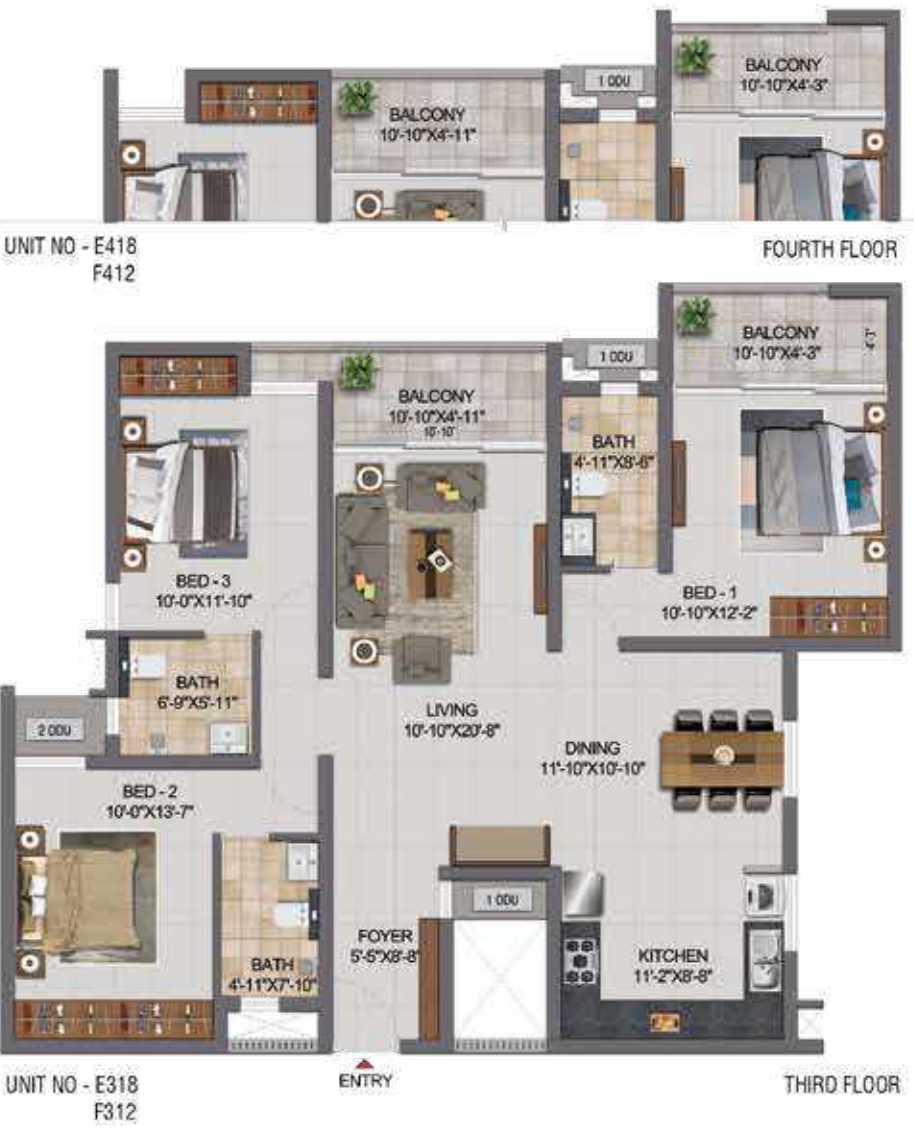 BALCONY
10'-10"X4'-3"
1 ODU
BALCONY
10'-10"X4'-11"
UNIT NO - E418
F412
FOURTH FLOOR
BALCONY
10'-10"X4'-3"
4'-3"
1 ODU
BALCONY
10'-10"X4'-11"
10'-10"
BATH
4'-11"X8'-6"
BED - 3
10'-0"X11'-10"
BED - 1
10'-10"X12'-2"
BATH
6'-9"X5'-11"
LIVING
10'-10"X20'-8"
2 ODU
DINING
11'-10"X10'-10"
BED - 2
10'-0"X13'-7"
1 ODU
FOYER
5'-5"X8'-8"
KITCHEN
11'-2"X8'-8"
BATH
4'-11"X7'-10"
ENTRY
UNIT NO - E318
F312
THIRD FLOOR